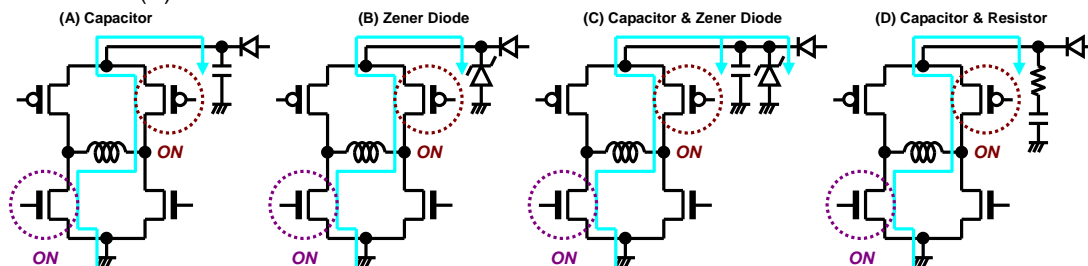 (A) Capacitor
(B) Zener Diode
(C) Capacitor & Zener Diode
(D) Capacitor & Resistor
ON
ON
ON
ON
ON
ON
ON
ON